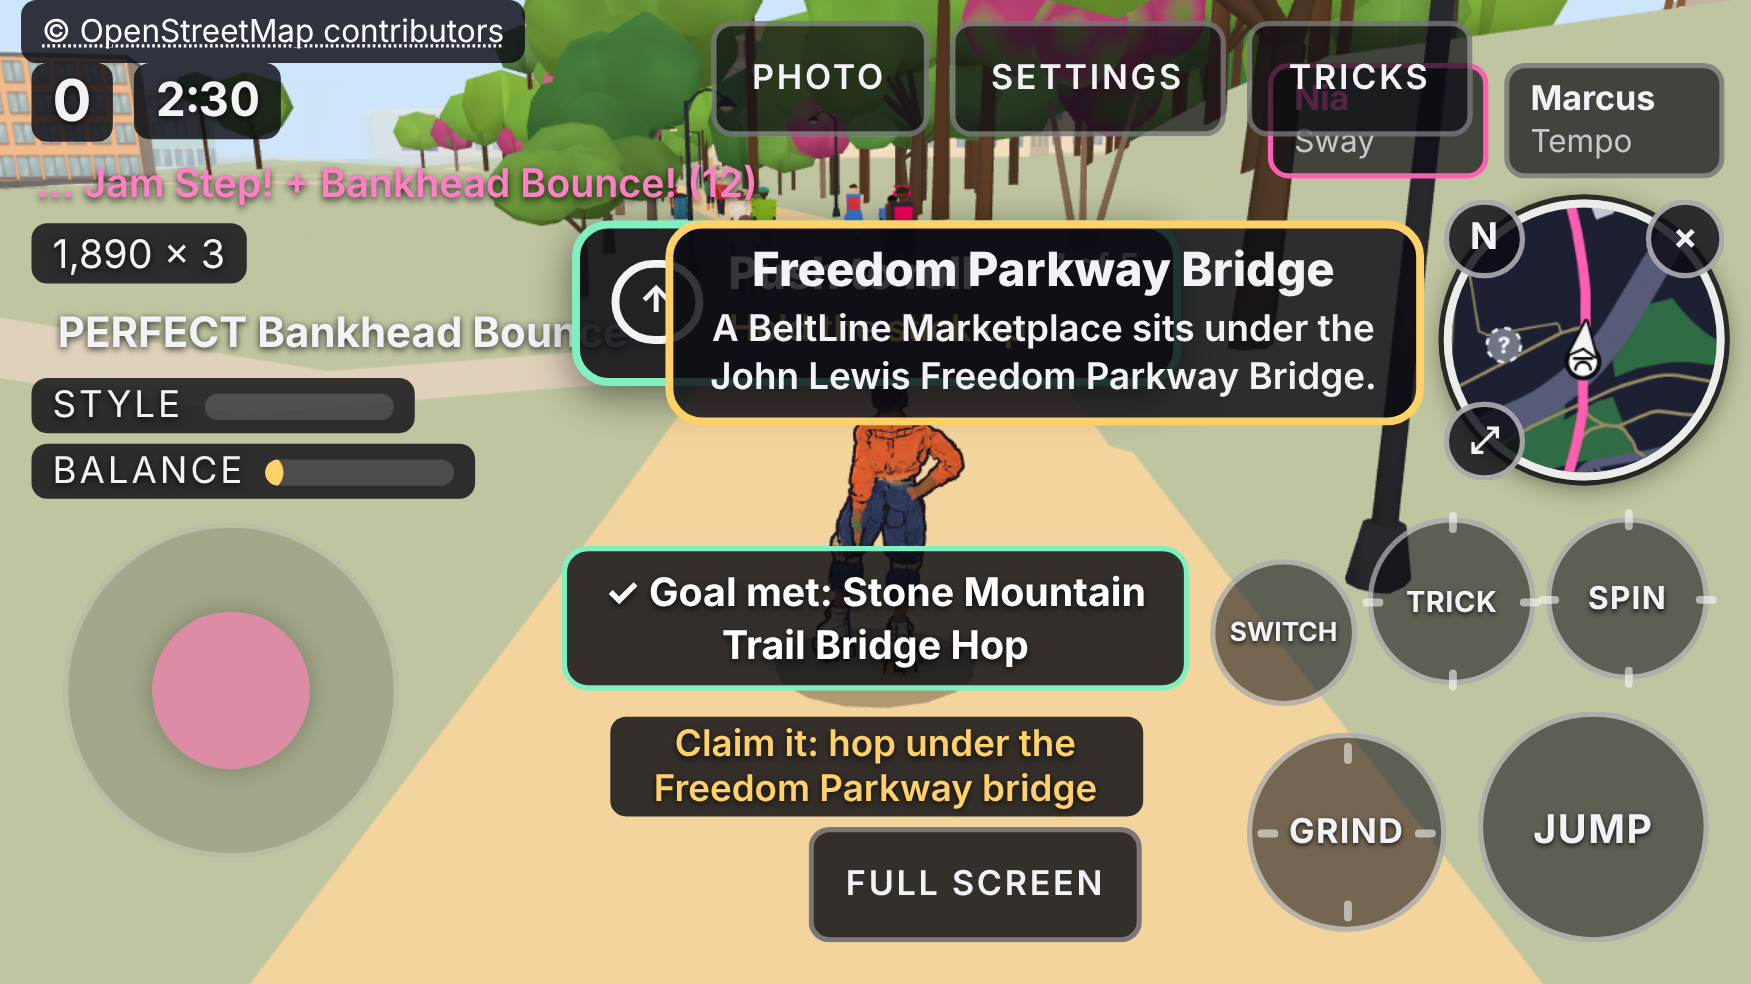 © OpenStreetMap contributors
0
2:30
PHOTO
SETTINGS
TRICKS
Nia
Sway
Marcus
Tempo
... Jam Step! + Bankhead Bounce! (12)
1,890 × 3
PERFECT Bankhead Bounce
STYLE
BALANCE
Freedom Parkway Bridge
A BeltLine Marketplace sits under the
John Lewis Freedom Parkway Bridge.
N
×
?
✓ Goal met: Stone Mountain
Trail Bridge Hop
Claim it: hop under the
Freedom Parkway bridge
FULL SCREEN
SWITCH
TRICK
SPIN
GRIND
JUMP